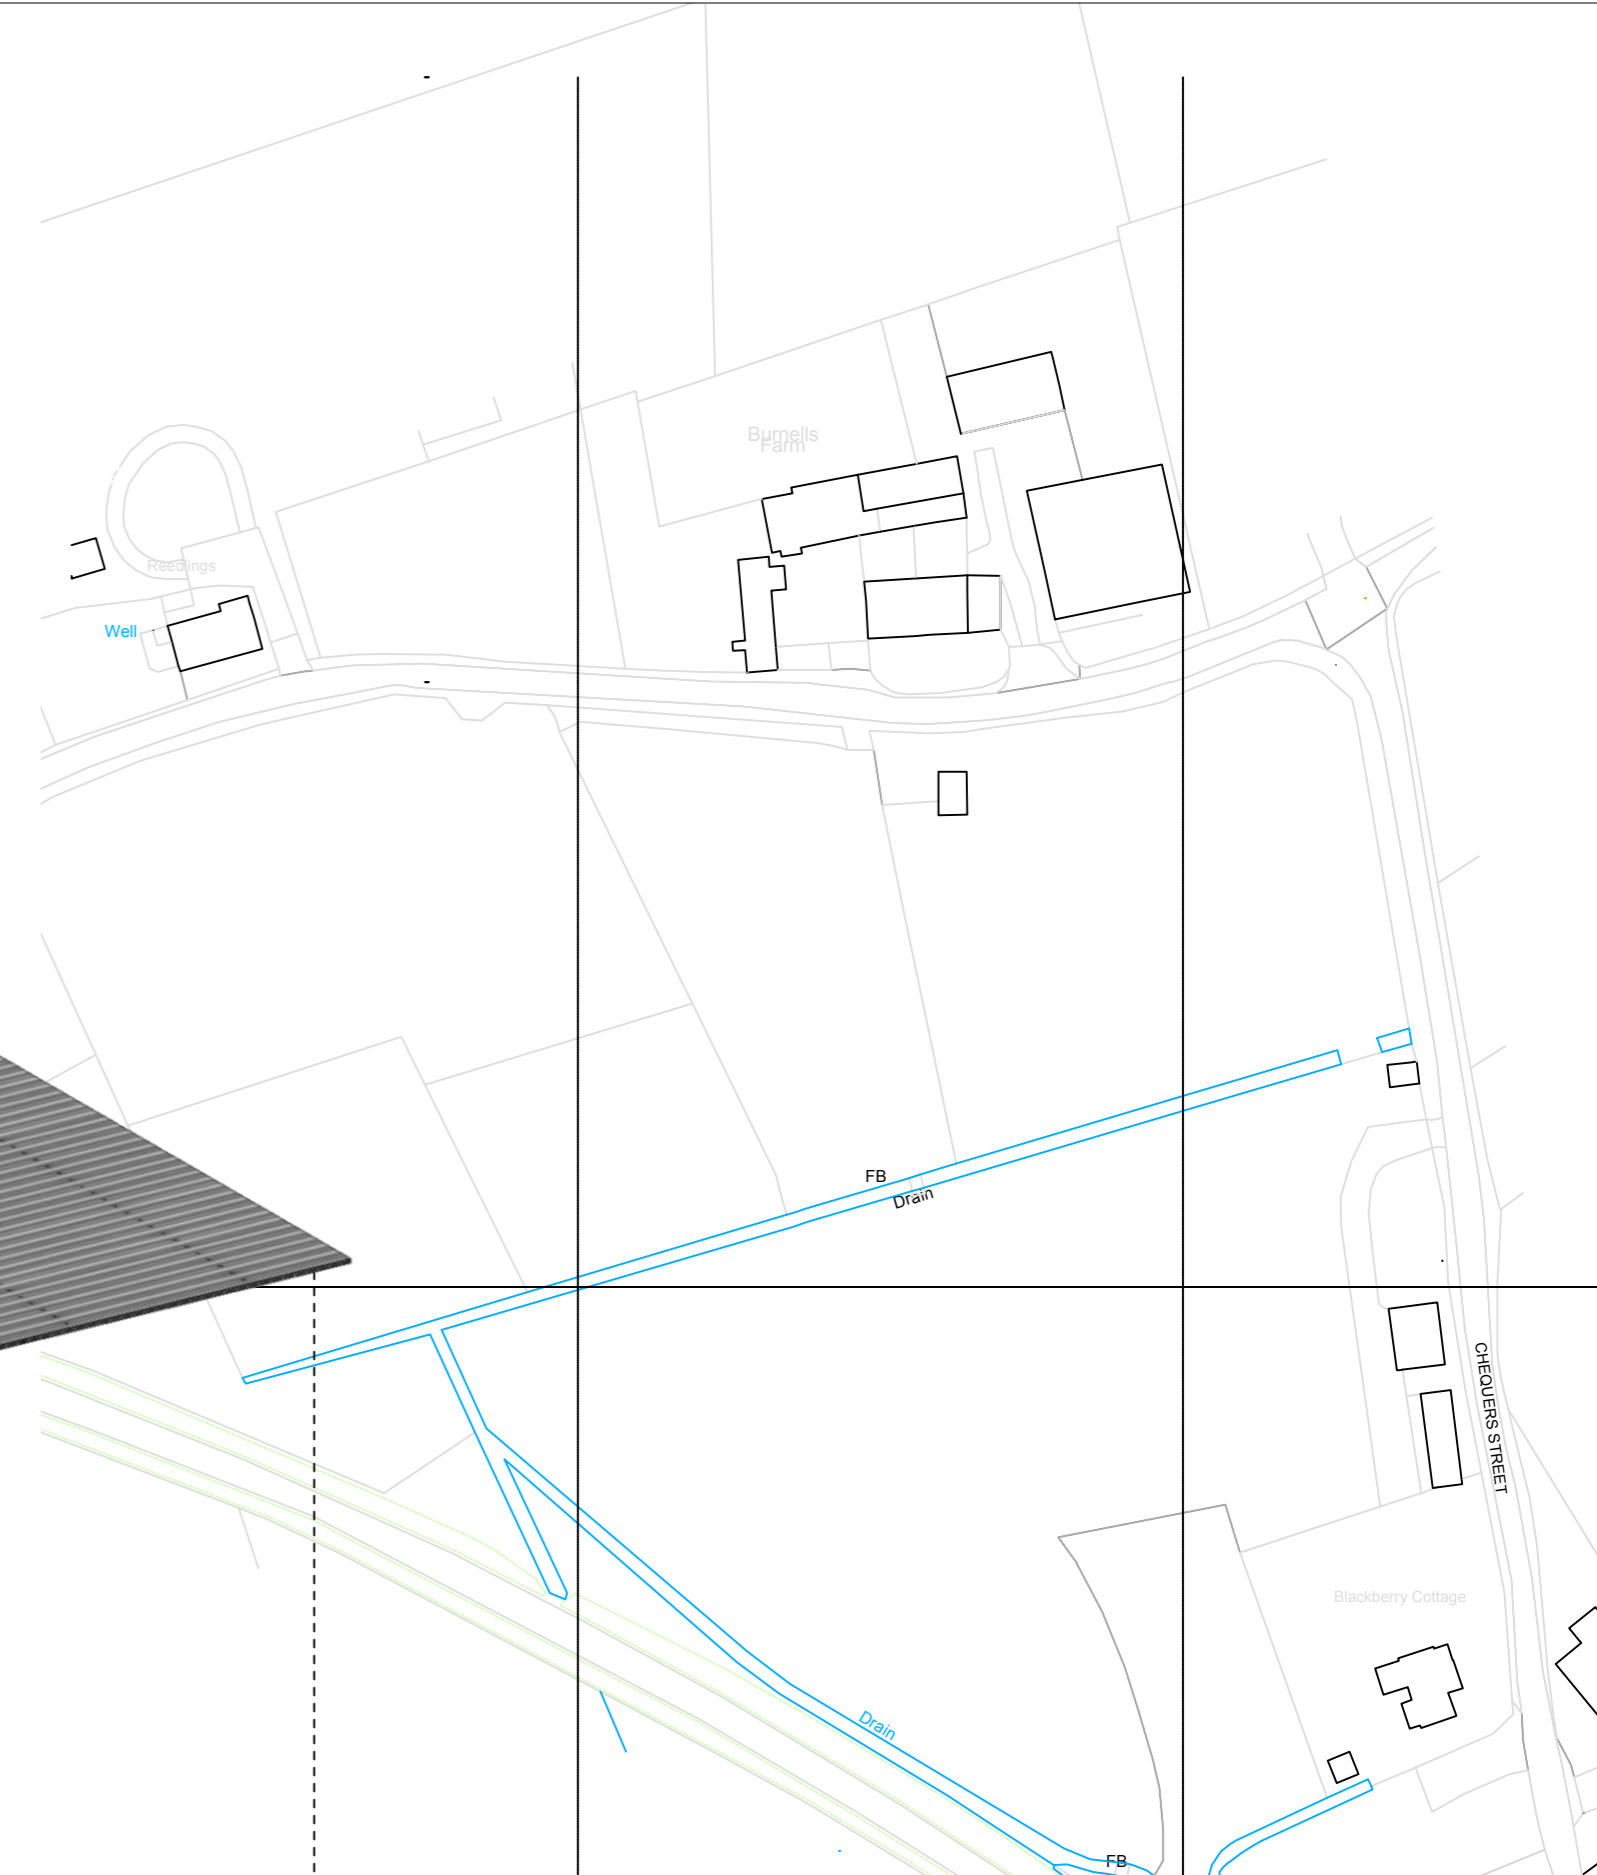 Burnells
Farm
Reedings
Well
FB
Drain
CHEQUERS STREET
Blackberry Cottage
Drain
FB